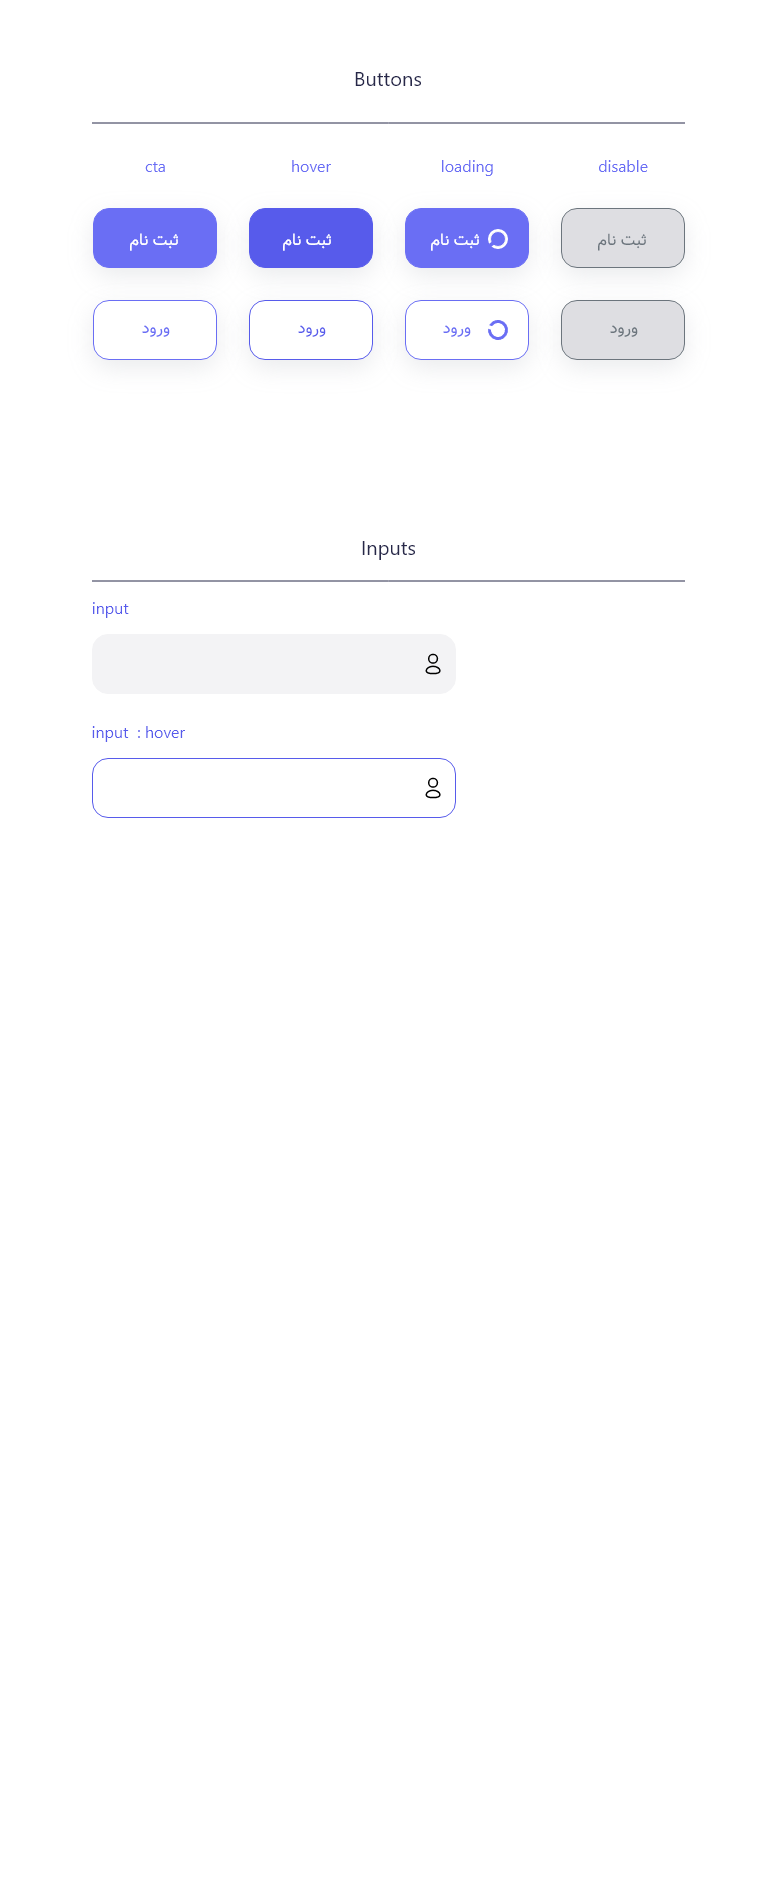 Buttons
cta hover loading disable
ثبت نام ثبت نام ثبت نام ثبت نام
ورود ورود ورود ورود
Inputs
input
input : hover